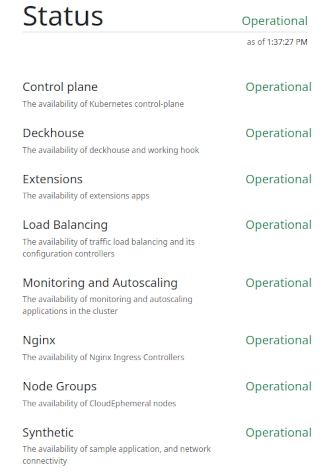 Status Operational
as of 1:37:27 PM
Control plane Operational
The availability of Kubernetes control-plane
Deckhouse Operational
The availability of deckhouse and working hook
Extensions Operational
The availability of extensions apps
Load Balancing Operational
The availability of traffic load balancing and its
configuration controllers
Monitoring and Autoscaling Operational
The availability of monitoring and autoscaling
applications in the cluster
Nginx Operational
The availability of Nginx Ingress Controllers
Node Groups Operational
The availability of CloudEphemeral nodes
Synthetic Operational
The availability of sample application, and network
connectivity